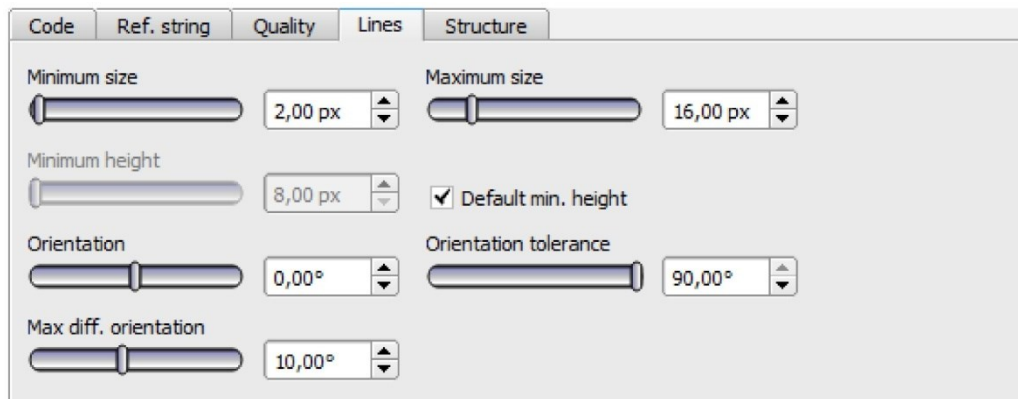 Code Ref. string Quality Lines Structure
Minimum size Maximum size
2,00 px 16,00 px
Minimum height
8,00 px Default min. height
Orientation Orientation tolerance
0,00° 90,00°
Max diff. orientation
10,00°